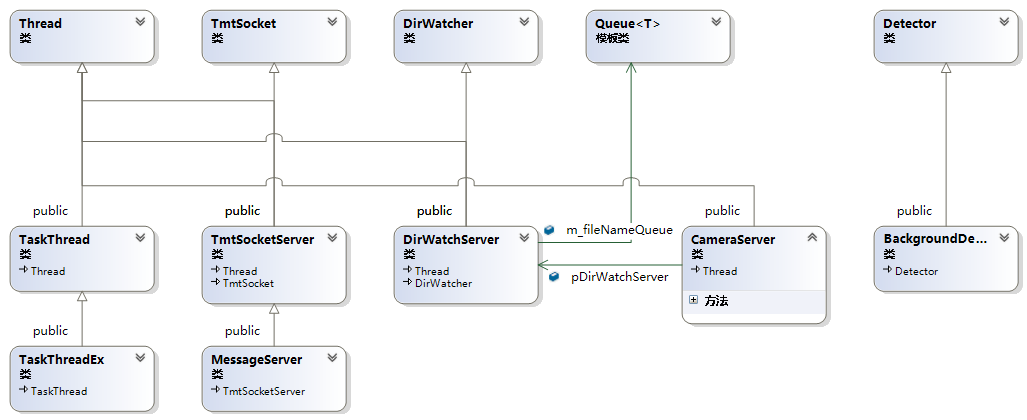 Thread
类
TmtSocket
类
DirWatcher
类
Queue<T>
模板类
Detector
类
public
public
public
public
public
TaskThread
类
Thread
TmtSocketServer
类
Thread
TmtSocket
DirWatchServer
类
Thread
DirWatcher
m_fileNameQueue
pDirWatchServer
CameraServer
类
Thread
方法
BackgroundDe...
类
Detector
public
public
TaskThreadEx
类
TaskThread
MessageServer
类
TmtSocketServer